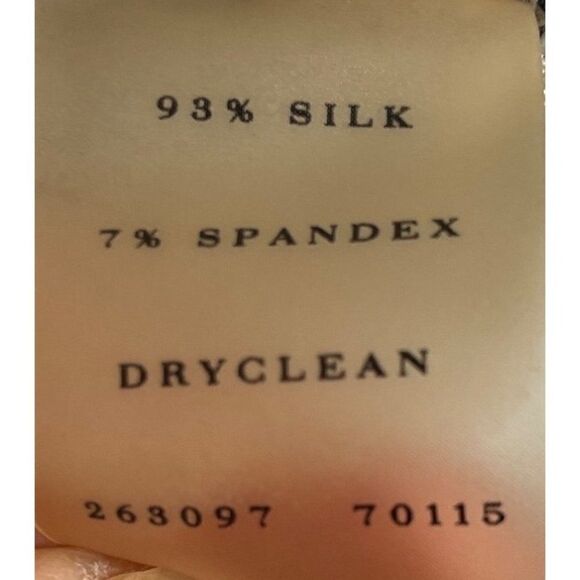 93% SILK
7% SPANDEX
DRYCLEAN
263097 70115